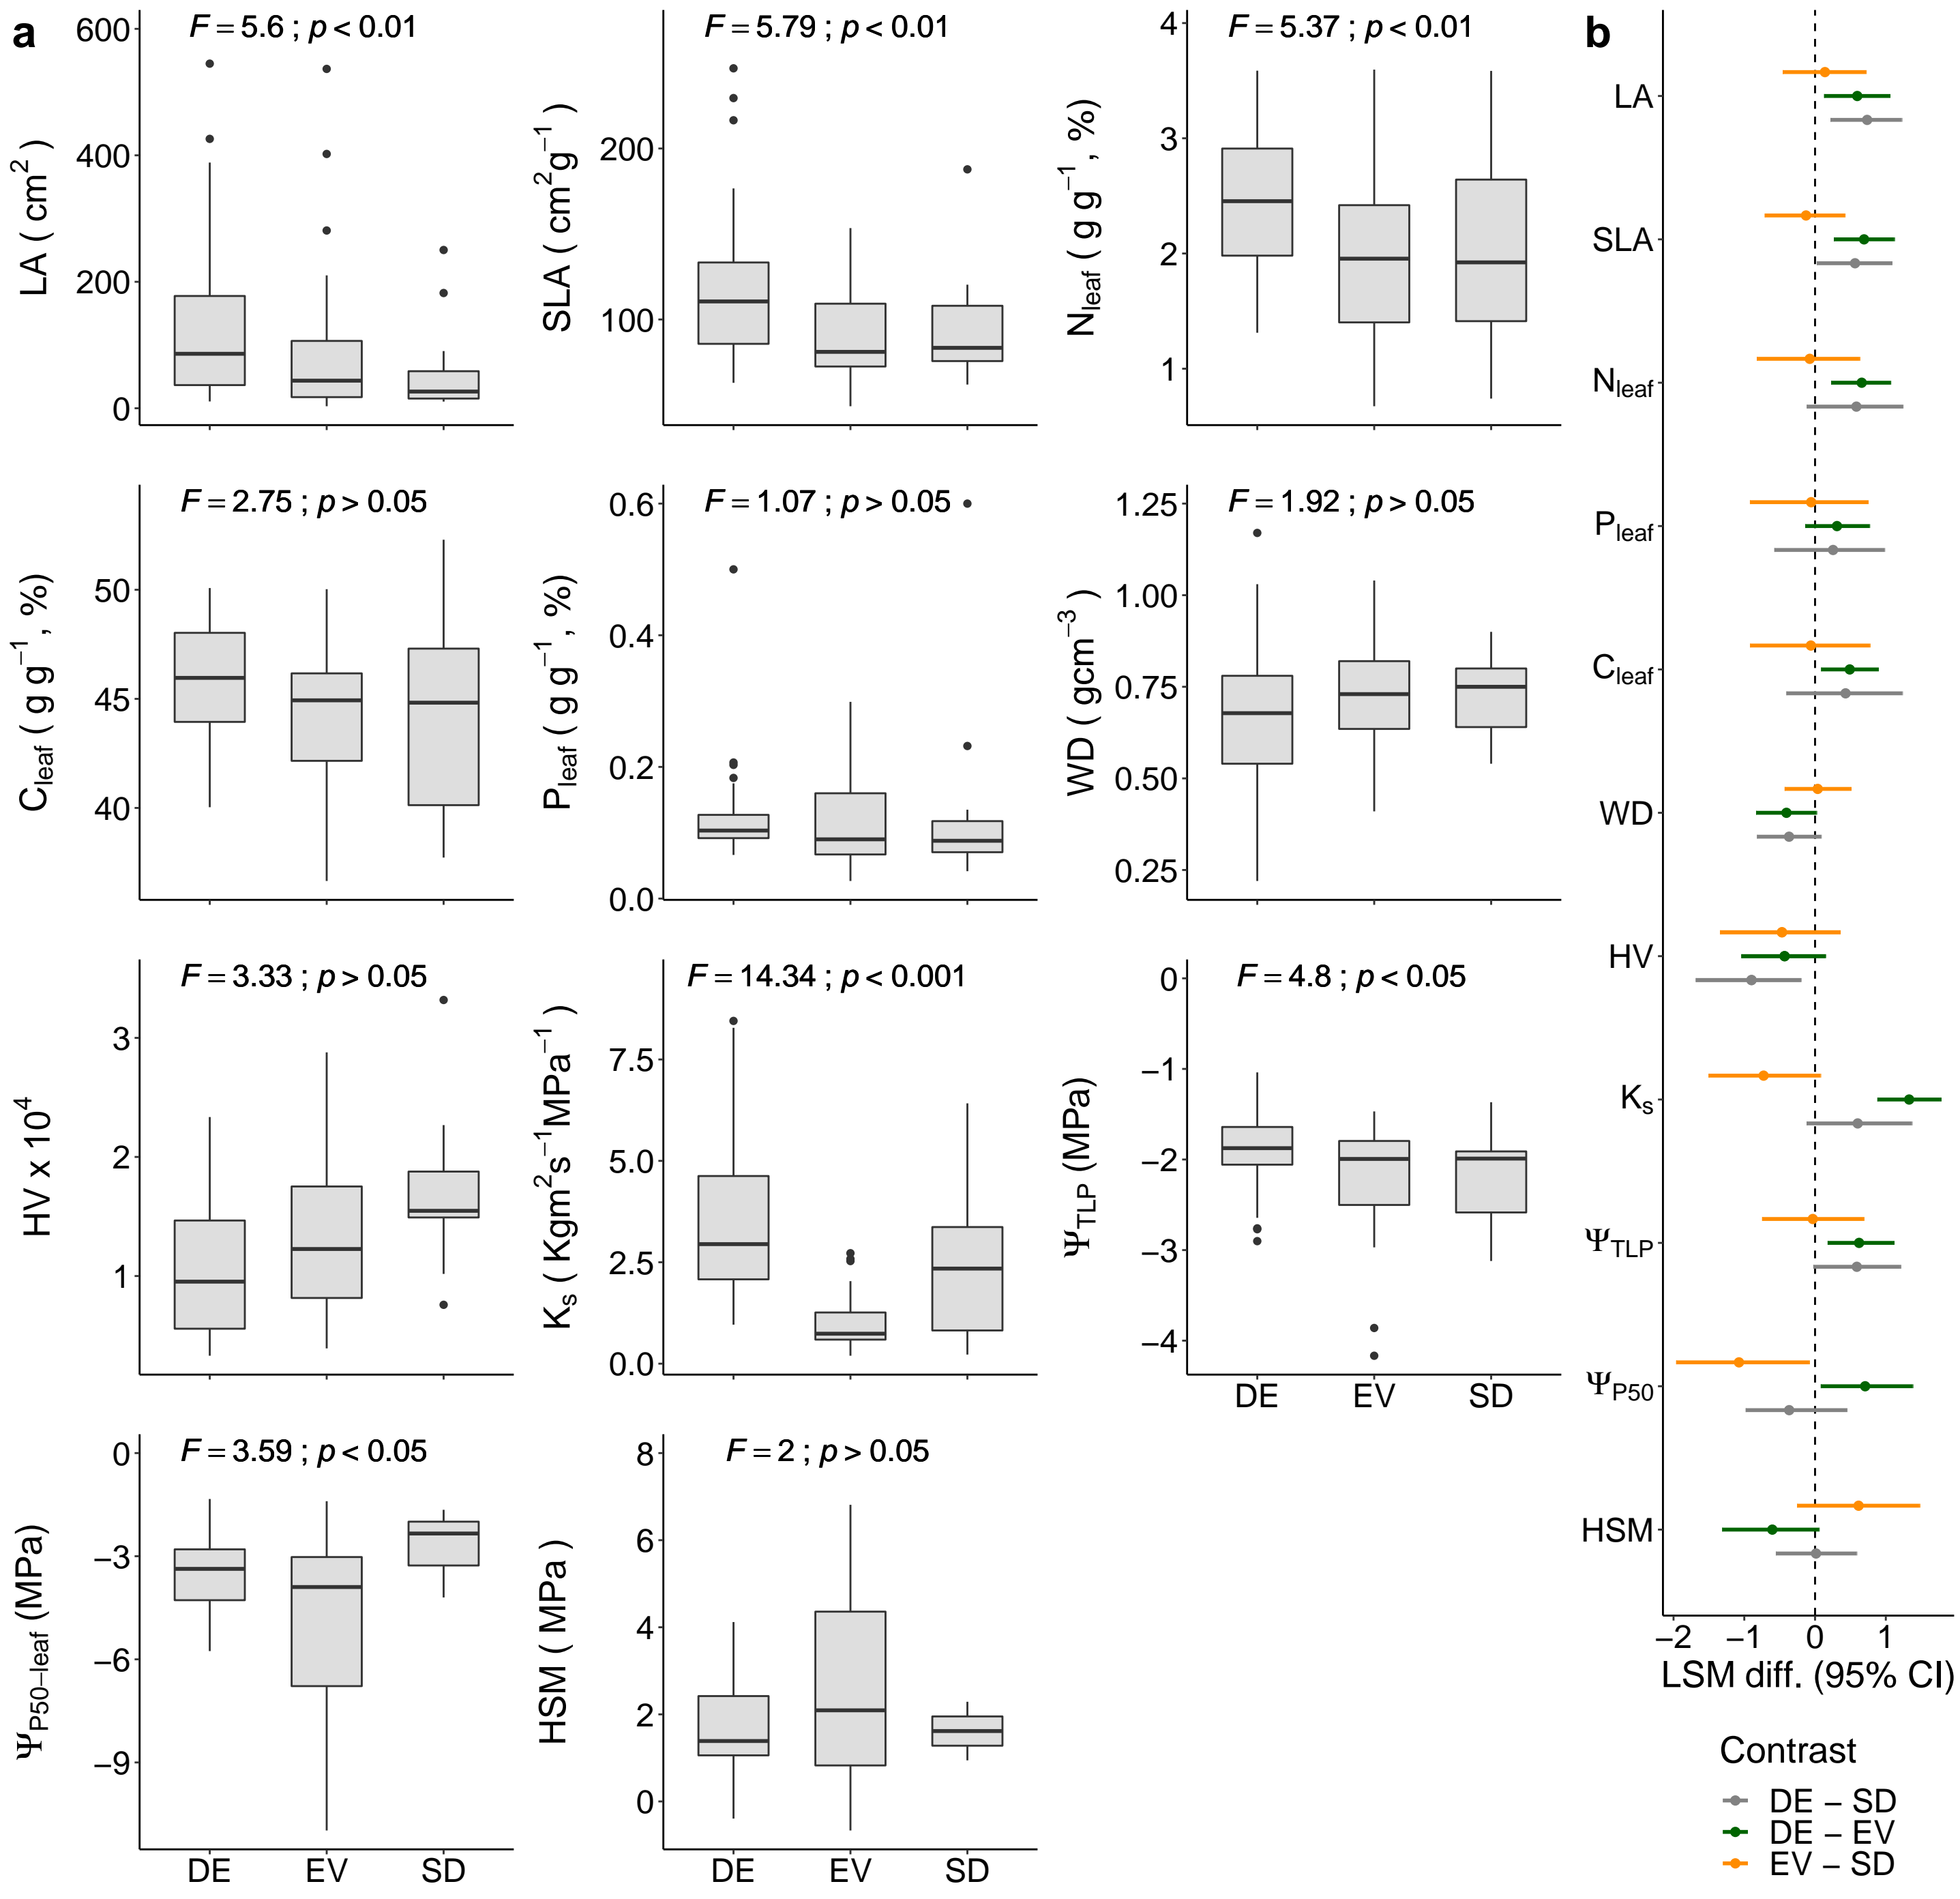 a
F = 5.6 ; p < 0.01
LA ( cm² )
600
400
200
0
F = 5.79 ; p < 0.01
SLA ( cm²g⁻¹ )
200
100
F = 5.37 ; p < 0.01
Nleaf ( g g⁻¹, %)
4
3
2
1
F = 2.75 ; p > 0.05
Cleaf ( g g⁻¹, %)
50
45
40
F = 1.07 ; p > 0.05
Pleaf ( g g⁻¹, %)
0.6
0.4
0.2
0.0
F = 1.92 ; p > 0.05
WD ( gcm⁻³ )
1.25
1.00
0.75
0.50
0.25
F = 3.33 ; p > 0.05
HV x 10⁴
3
2
1
F = 14.34 ; p < 0.001
Ks ( Kgm²s⁻¹MPa⁻¹ )
7.5
5.0
2.5
0.0
F = 4.8 ; p < 0.05
ΨTLP (MPa)
0
−1
−2
−3
−4
DE EV SD
F = 3.59 ; p < 0.05
ΨP50−leaf (MPa)
0
−3
−6
−9
DE EV SD
F = 2 ; p > 0.05
HSM ( MPa )
8
6
4
2
0
DE EV SD
b
LA
SLA
Nleaf
Pleaf
Cleaf
WD
HV
Ks
ΨTLP
ΨP50
HSM
−2 −1 0 1
LSM diff. (95% CI)
Contrast
DE − SD
DE − EV
EV − SD